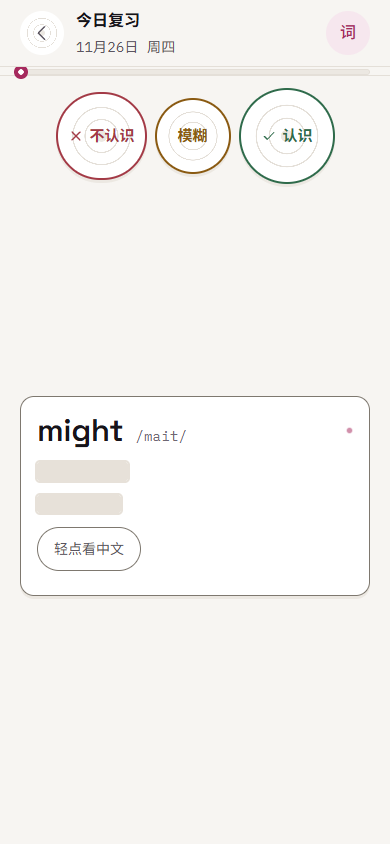 今日复习
11月26日 周四
词
不认识
模糊
认识
might /mait/
轻点看中文